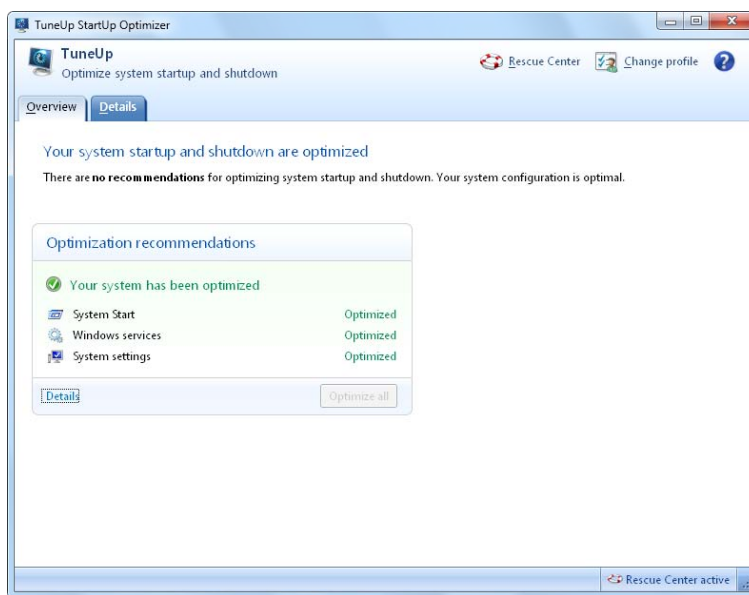 TuneUp StartUp Optimizer
TuneUp
Optimize system startup and shutdown
Rescue Center
Change profile
Overview
Details
Your system startup and shutdown are optimized
There are no recommendations for optimizing system startup and shutdown. Your system configuration is optimal.
Optimization recommendations
Your system has been optimized
System Start Optimized
Windows services Optimized
System settings Optimized
Details
Optimize all
Rescue Center active